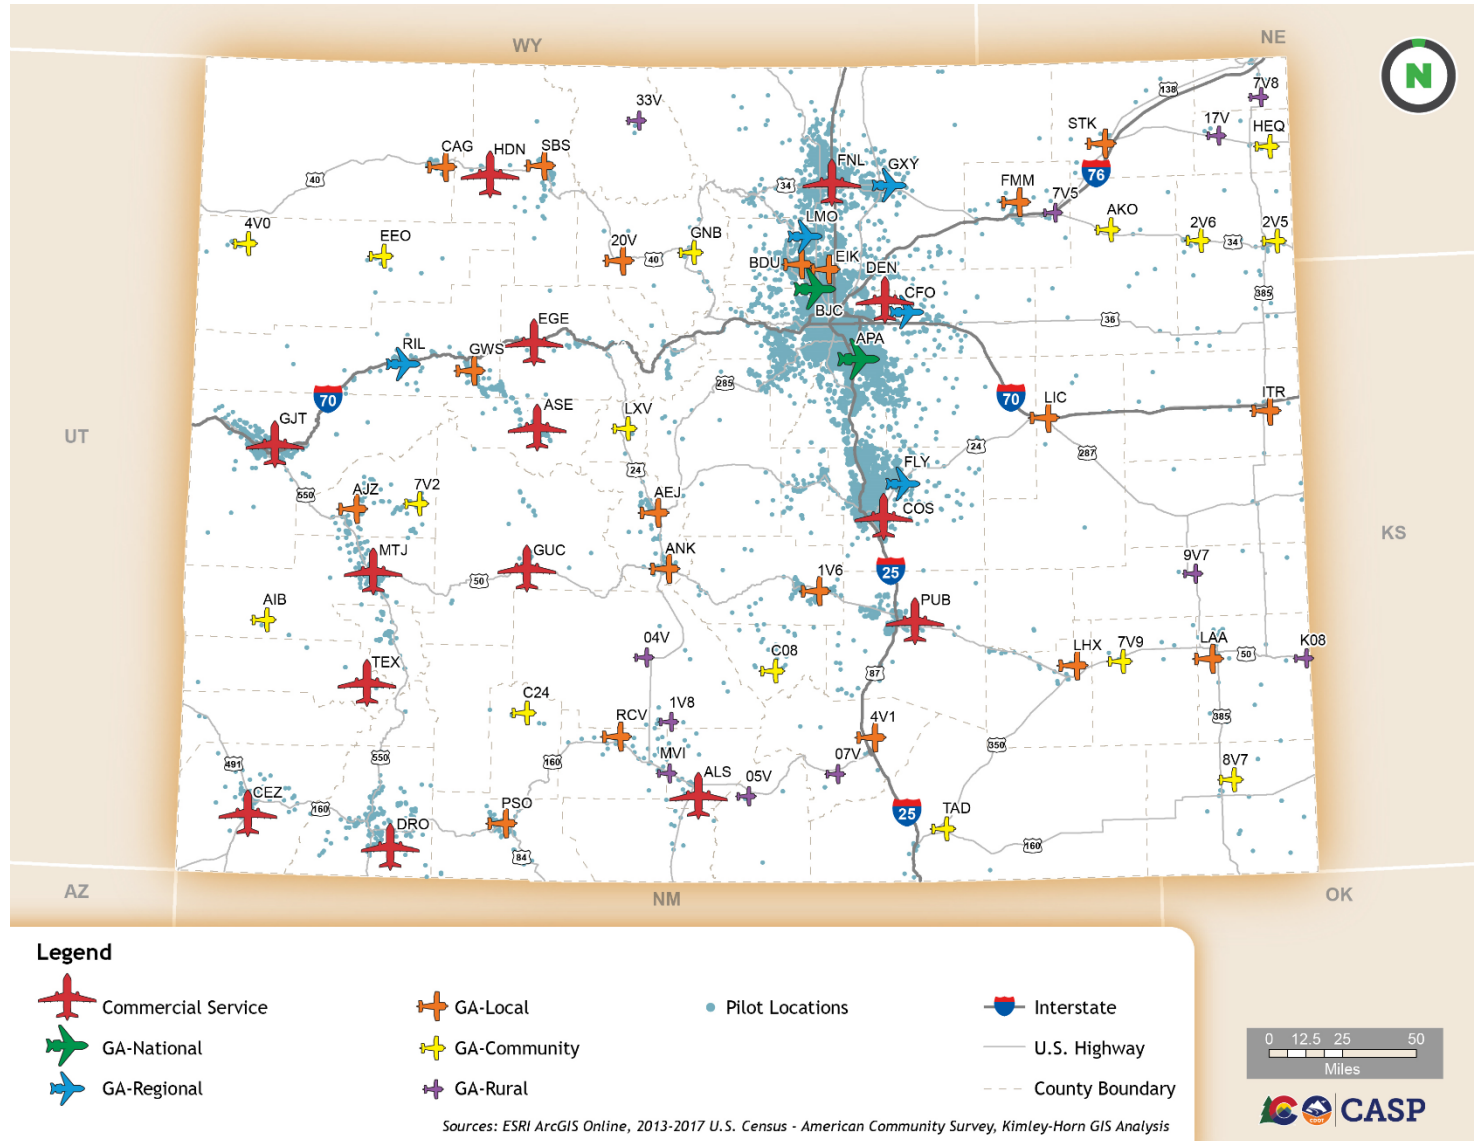 WY
NE
N
138
7V8
33V
17V
HEQ
STK
CAG
HDN
SBS
FNL
GXY
76
40
34
FMM
7V5
AKO
2V6
2V5
34
4V0
EEO
20V
GNB
40
LMO
BDU
EIK
DEN
CFO
BJC
385
36
EGE
RIL
GWS
APA
285
70
70
LIC
ITR
ASE
LXV
GJT
24
287
UT
24
FLY
550
AJZ
7V2
AEJ
COS
KS
MTJ
GUC
ANK
1V6
25
9V7
50
AIB
PUB
04V
C08
LHX
7V9
LAA
50
K08
TEX
87
C24
1V8
RCV
4V1
385
350
MVI
550
160
491
ALS
05V
07V
8V7
CEZ
160
PSO
DRO
25
TAD
160
84
AZ
NM
OK
Legend
Commercial Service
GA-National
GA-Regional
GA-Local
GA-Community
GA-Rural
Pilot Locations
Interstate
U.S. Highway
County Boundary
0 12.5 25 50
Miles
CDOT
CASP
Sources: ESRI ArcGIS Online, 2013-2017 U.S. Census - American Community Survey, Kimley-Horn GIS Analysis